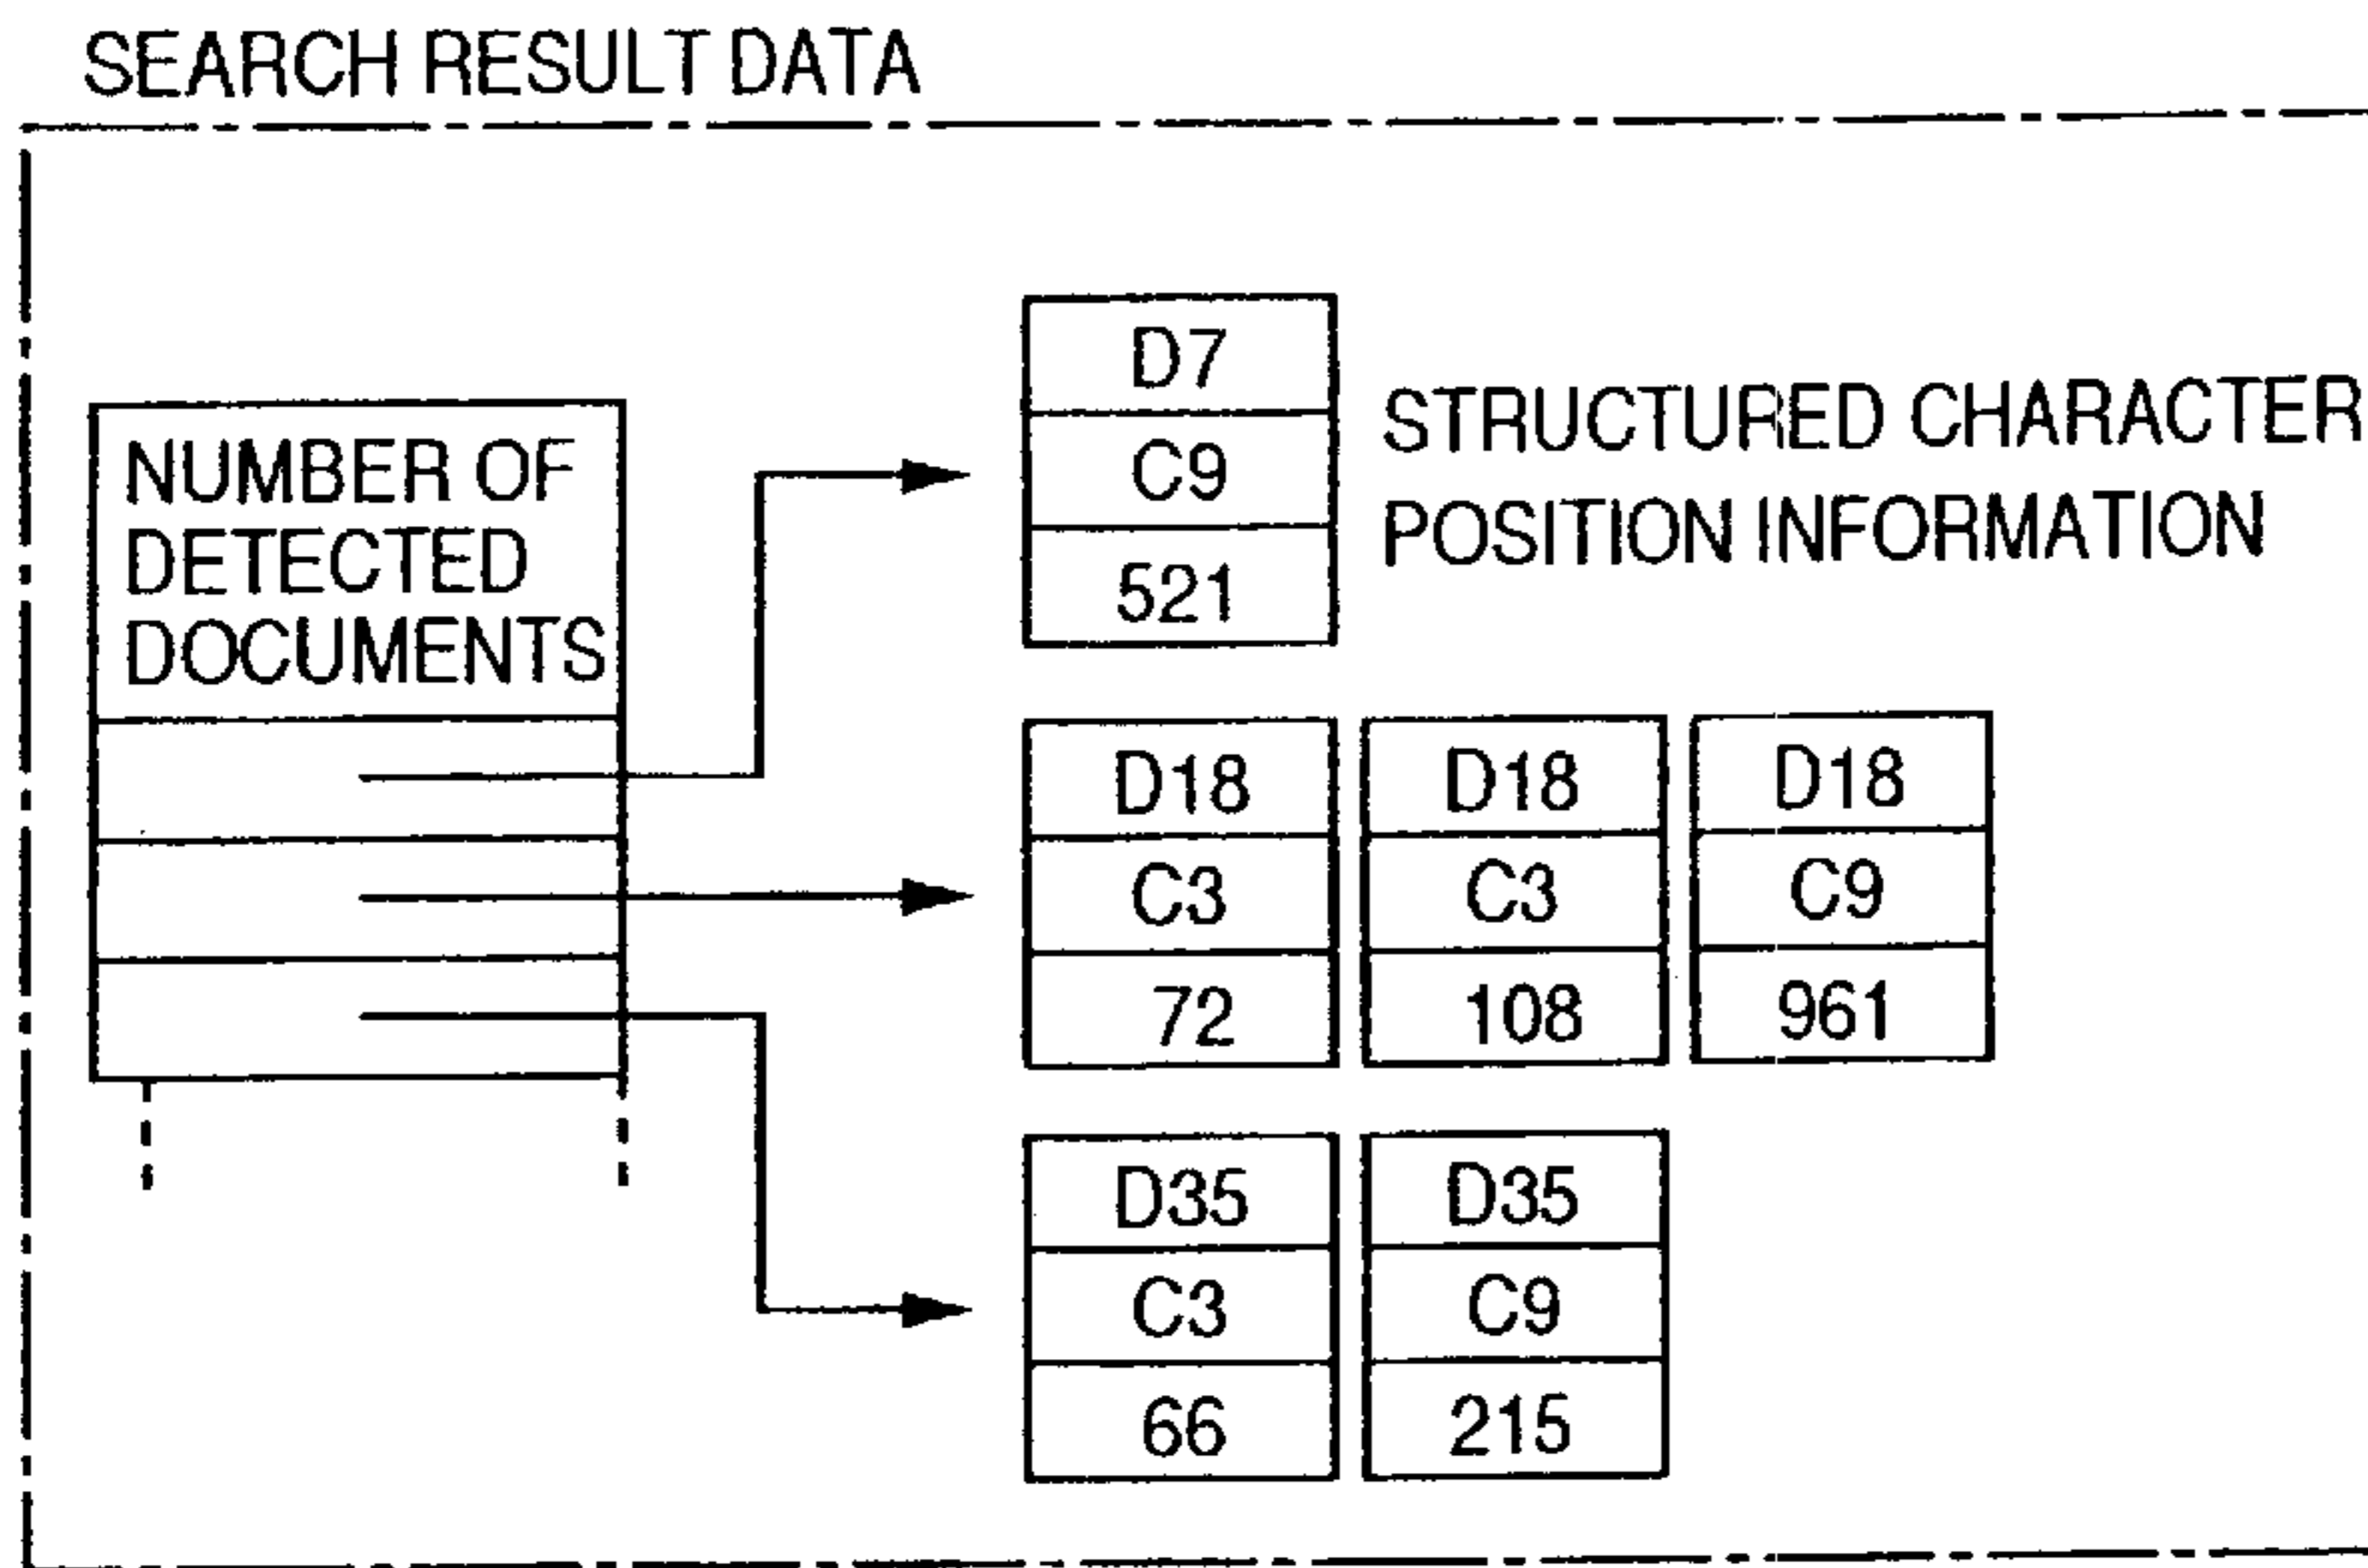 SEARCH RESULT DATA
NUMBER OF
DETECTED
DOCUMENTS
D7
C9
521
STRUCTURED CHARACTER
POSITION INFORMATION
D18 D18 D18
C3 C3 C9
72 108 961
D35 D35
C3 C9
66 215